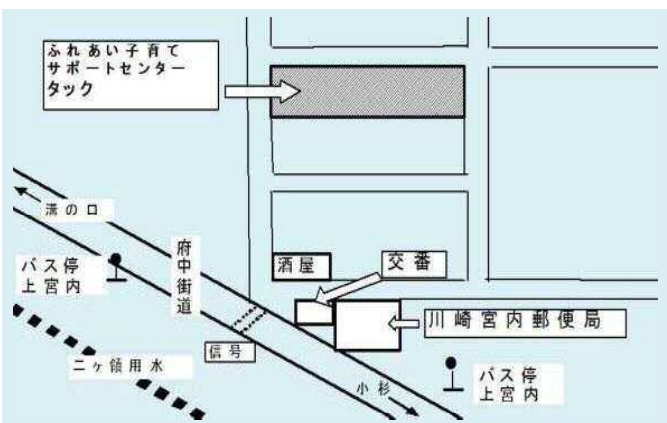 ふれあい子育て
サポートセンター
タック
溝の口
バス停
上宮内
府中街道
酒屋
交番
川崎宮内郵便局
信号
二ヶ領用水
小杉
バス停
上宮内